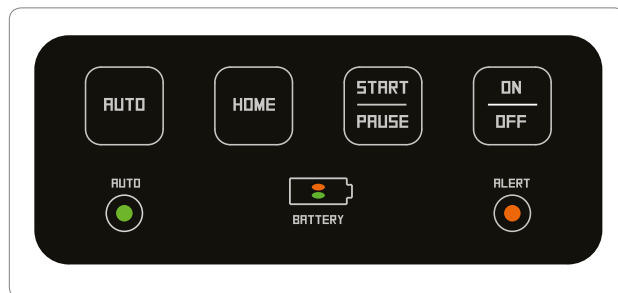 AUTO
HOME
START
PAUSE
ON
OFF
AUTO
BATTERY
ALERT